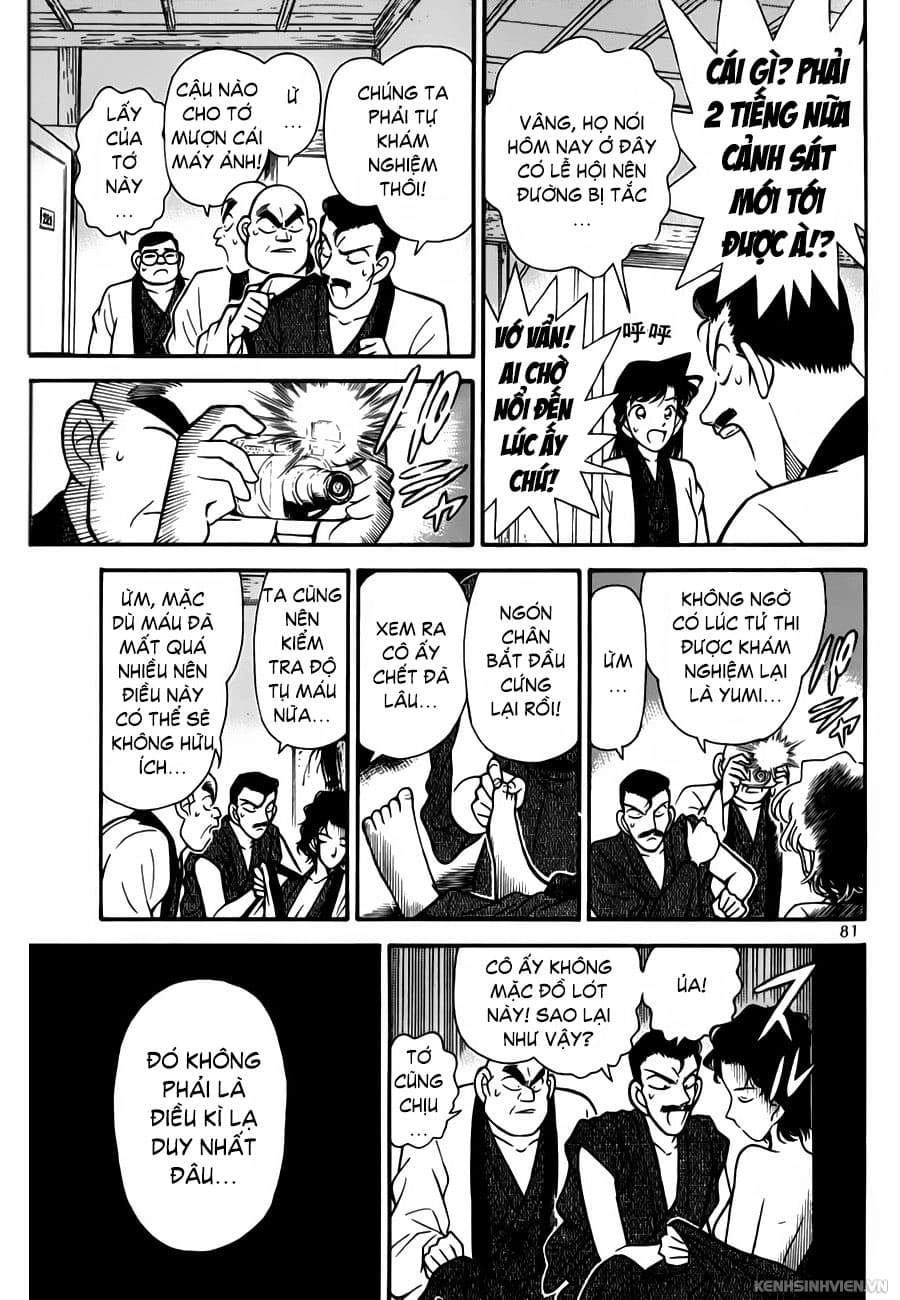 CÁI GÌ? PHẢI
2 TIẾNG NỮA
CẢNH SÁT
MỚI TỚI
ĐƯỢC À!?
VÂNG, HỌ NÓI
HÔM NAY Ở ĐÂY
CÓ LỄ HỘI NÊN
ĐƯỜNG BỊ TẮC
...
呼呼
VỚ VẨN!
AI CHỜ
NỔI ĐẾN
LÚC ẤY
CHỨ!
CHÚNG TA
PHẢI TỰ
KHÁM
NGHIỆM
THÔI!
Ừ
...
CẬU NÀO
CHO TỚ
MƯỢN CÁI
MÁY ẢNH!
LẤY
CỦA
TỚ
NÀY
...
221
KHÔNG NGỜ
CÓ LÚC TỬ THI
ĐƯỢC KHÁM
NGHIỆM LẠI
LÀ YUMI...
ỪM
...
NGÓN
CHÂN
BẮT ĐẦU
CỨNG
LẠI RỒI!
XEM RA
CÔ ẤY
CHẾT ĐÃ
LÂU...
TA CŨNG
NÊN
KIỂM
TRA ĐỘ
TỤ MÁU
NỮA...
ỪM, MẶC
DÙ MÁU ĐÃ
MẤT QUÁ
NHIỀU NÊN
ĐIỀU NÀY
CÓ THỂ SẼ
KHÔNG HỮU
ÍCH...
81
ỦA!
CÔ ẤY KHÔNG
MẶC ĐỒ LÓT
NÀY! SAO LẠI
NHƯ VẬY?
TỚ
CŨNG
CHỊU
...
ĐÓ KHÔNG
PHẢI LÀ
ĐIỀU KÌ LẠ
DUY NHẤT
ĐÂU...
KENHSINHVIEN.VN